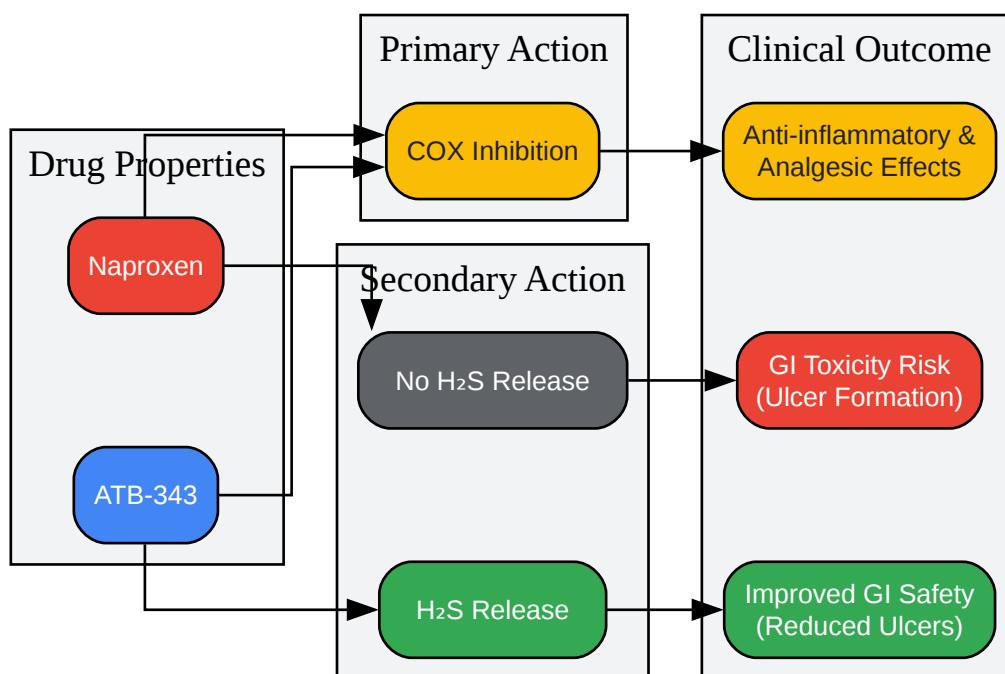 Drug Properties
Naproxen
ATB-343
Primary Action
COX Inhibition
Secondary Action
No H₂S Release
H₂S Release
Clinical Outcome
Anti-inflammatory &
Analgesic Effects
GI Toxicity Risk
(Ulcer Formation)
Improved GI Safety
(Reduced Ulcers)